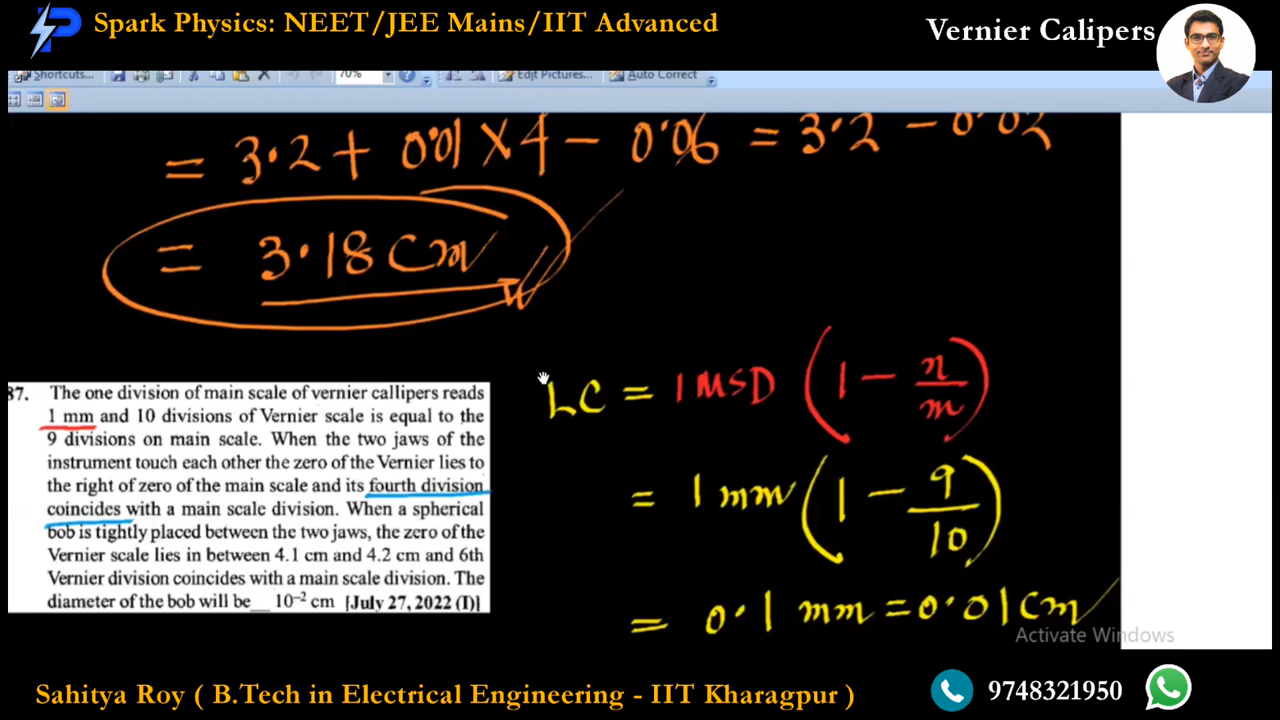 Spark Physics: NEET/JEE Mains/IIT Advanced
Vernier Calipers
Shortcuts...
70%
Edit Pictures...
Auto Correct
= 3.2 + 0.01 × 4 - 0.06 = 3.2 - 0.02
= 3.18 cm
37. The one division of main scale of vernier callipers reads
1 mm and 10 divisions of Vernier scale is equal to the
9 divisions on main scale. When the two jaws of the
instrument touch each other the zero of the Vernier lies to
the right of zero of the main scale and its fourth division
coincides with a main scale division. When a spherical
bob is tightly placed between the two jaws, the zero of the
Vernier scale lies in between 4.1 cm and 4.2 cm and 6th
Vernier division coincides with a main scale division. The
diameter of the bob will be __ 10⁻² cm [July 27, 2022 (I)]
LC = 1 MSD (1 - n/m)
= 1 mm (1 - 9/10)
= 0.1 mm = 0.01 cm
Activate Windows
Sahitya Roy ( B.Tech in Electrical Engineering - IIT Kharagpur )
9748321950